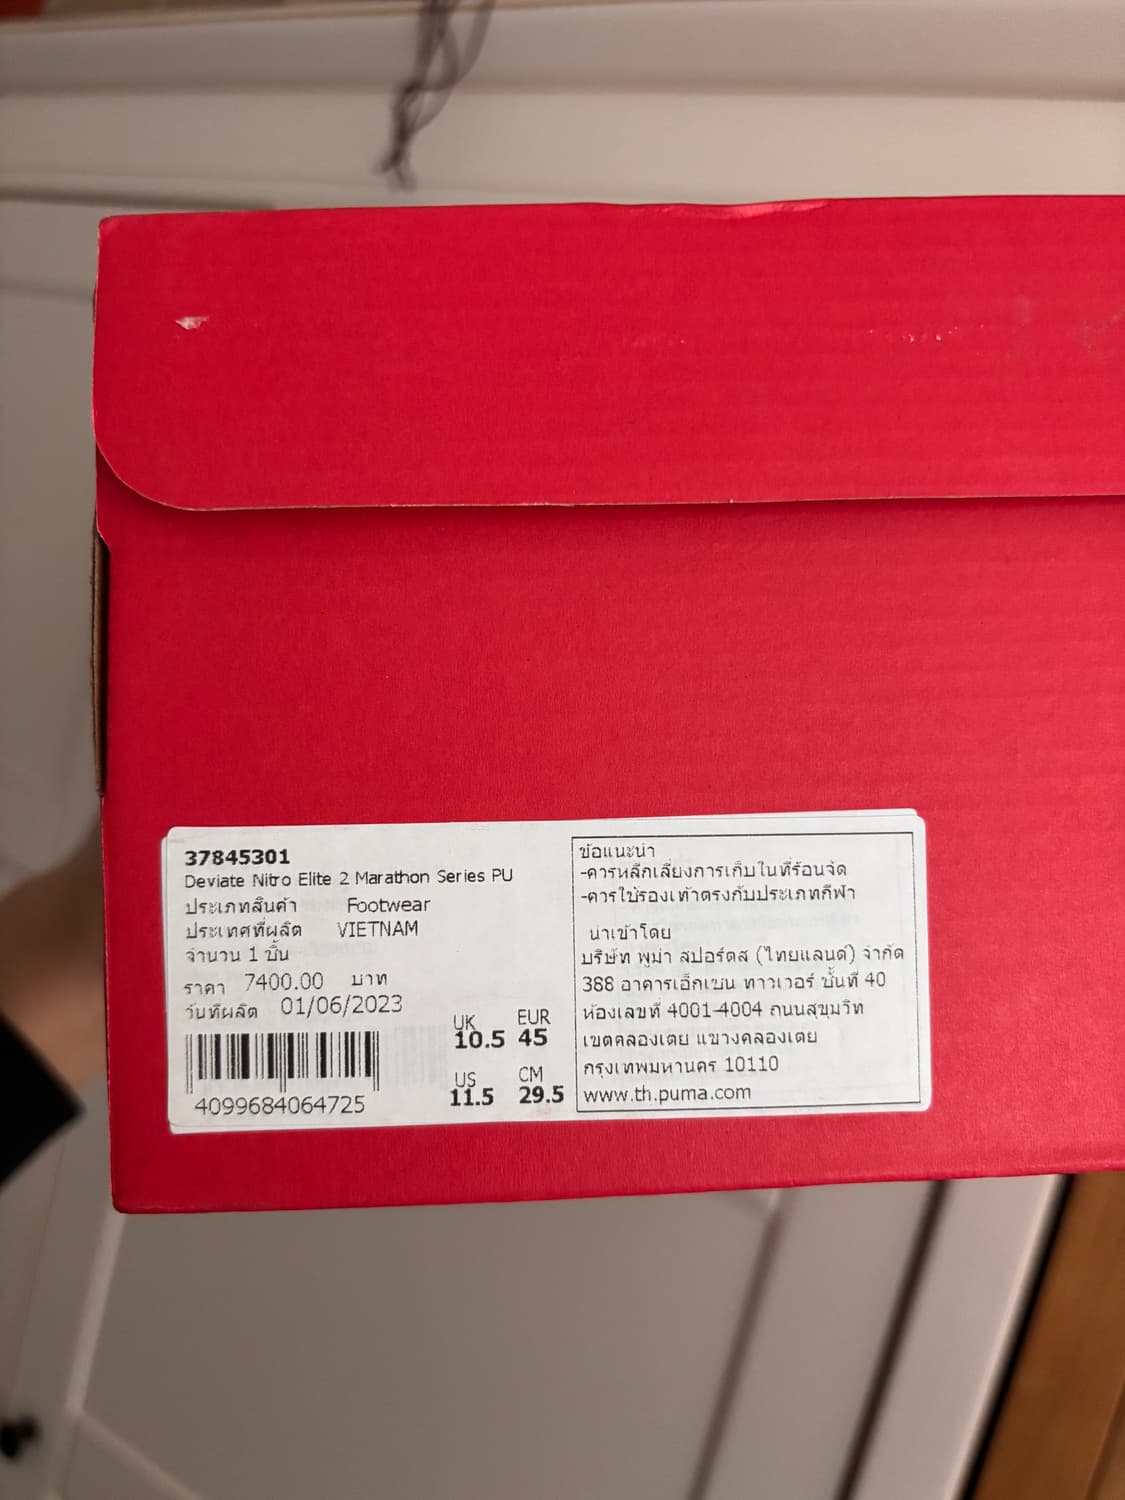 37845301
Deviate Nitro Elite 2 Marathon Series PU
ประเภทสินค้า Footwear
ประเทศที่ผลิต VIETNAM
จำนวน 1 ชิ้น
ราคา 7400.00 บาท
วันที่ผลิต 01/06/2023
UK EUR
10.5 45
US CM
11.5 29.5
4099684064725
ข้อแนะนำ
-ควรหลีกเลี่ยงการเก็บในที่ร้อนจัด
-ควรใช้รองเท้าตรงกับประเภทกีฬา
นำเข้าโดย
บริษัท พูม่า สปอร์ตส (ไทยแลนด์) จำกัด
388 อาคารเอ็กเชน ทาวเวอร์ ชั้นที่ 40
ห้องเลขที่ 4001-4004 ถนนสุขุมวิท
เขตคลองเตย แขวงคลองเตย
กรุงเทพมหานคร 10110
www.th.puma.com